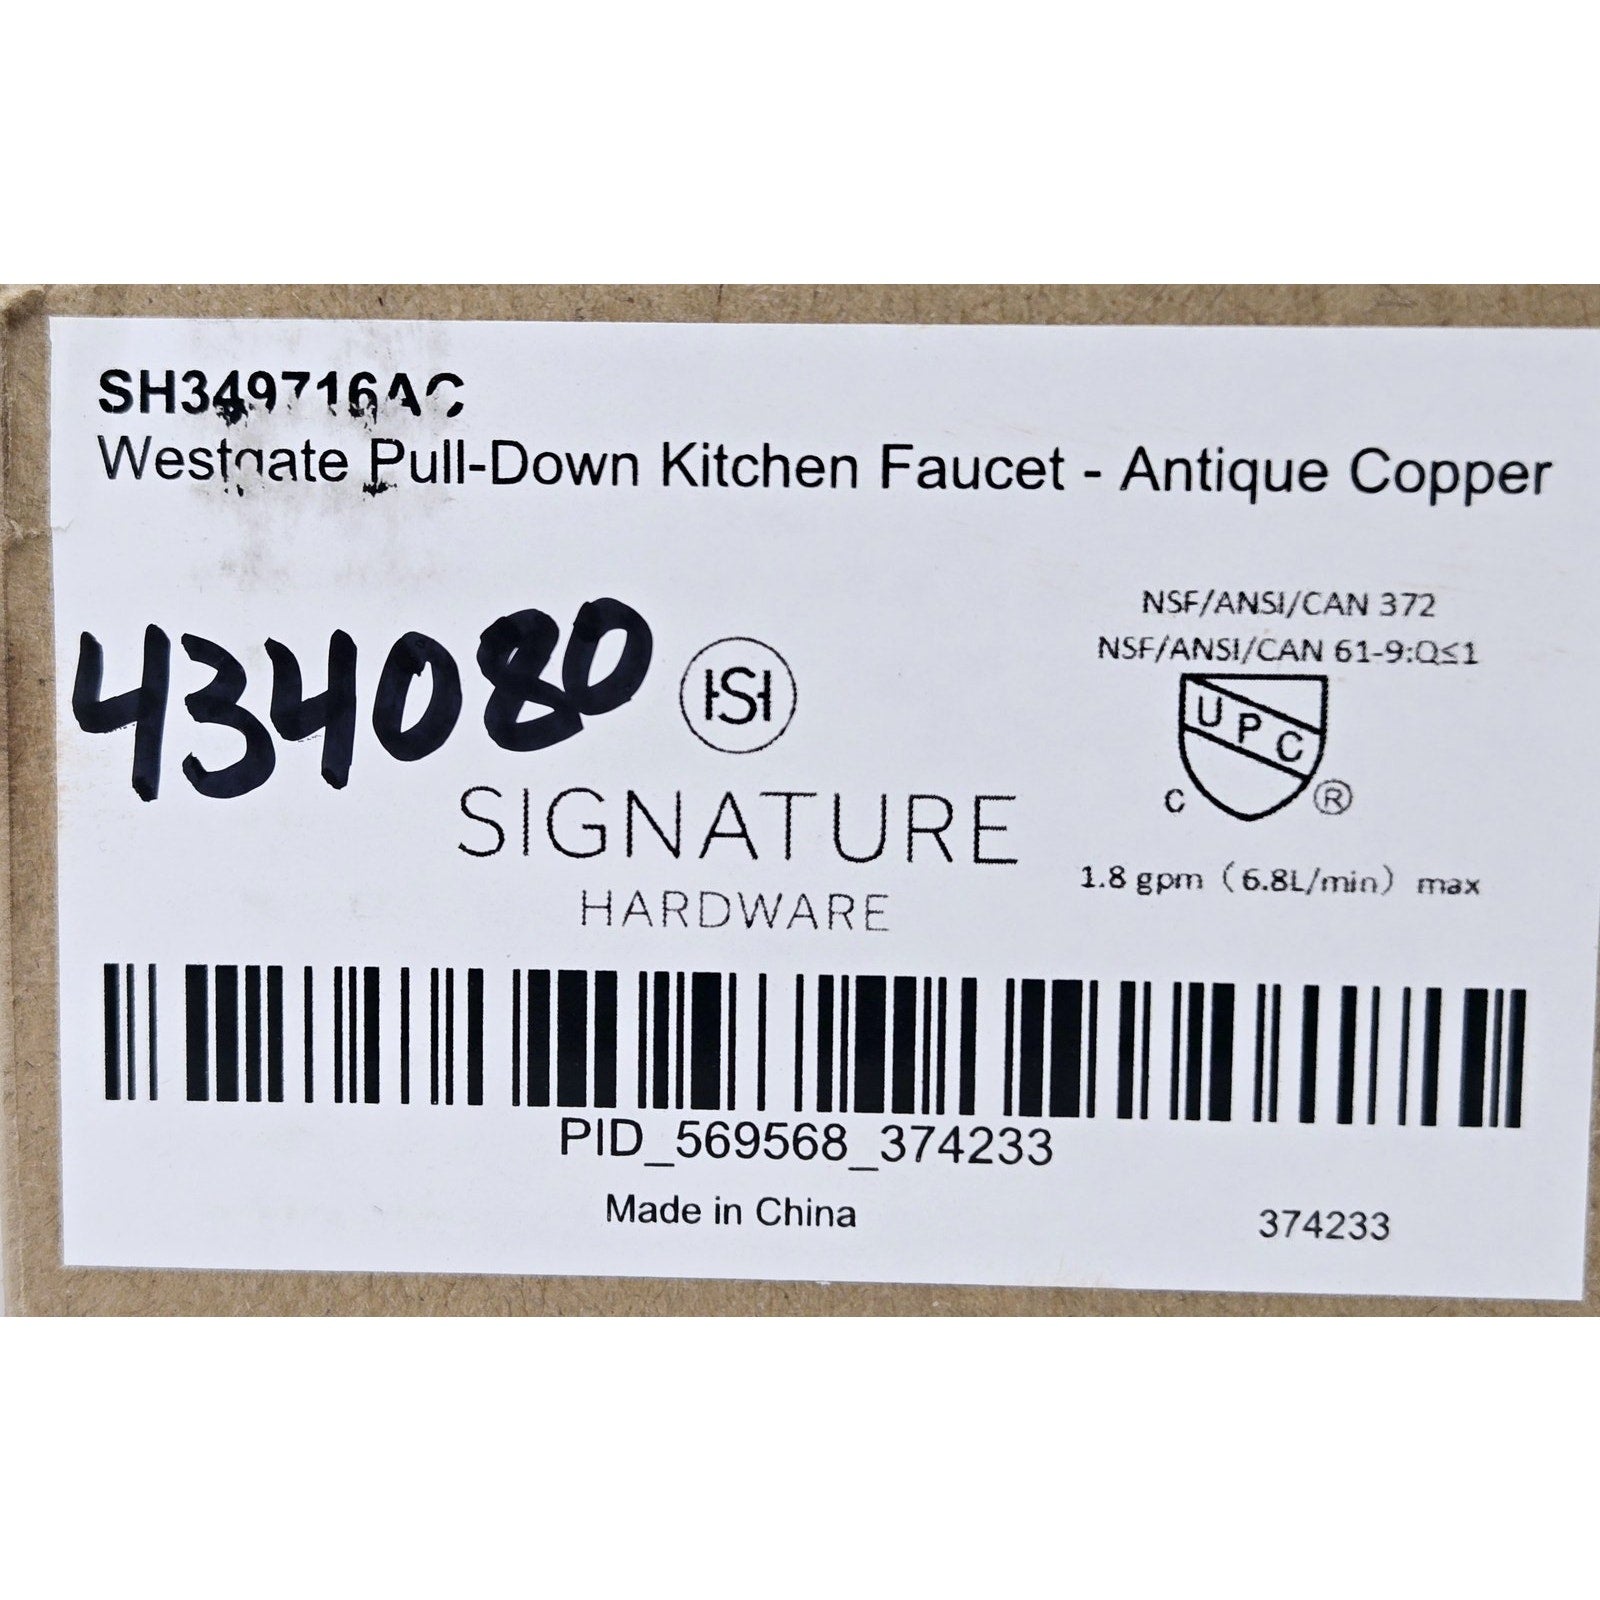 SH349716AC
Westgate Pull-Down Kitchen Faucet - Antique Copper
434080
HS
SIGNATURE
HARDWARE
NSF/ANSI/CAN 372
NSF/ANSI/CAN 61-9:Q≤1
UPC
C ®
1.8 gpm (6.8L/min) max
PID_569568_374233
Made in China
374233